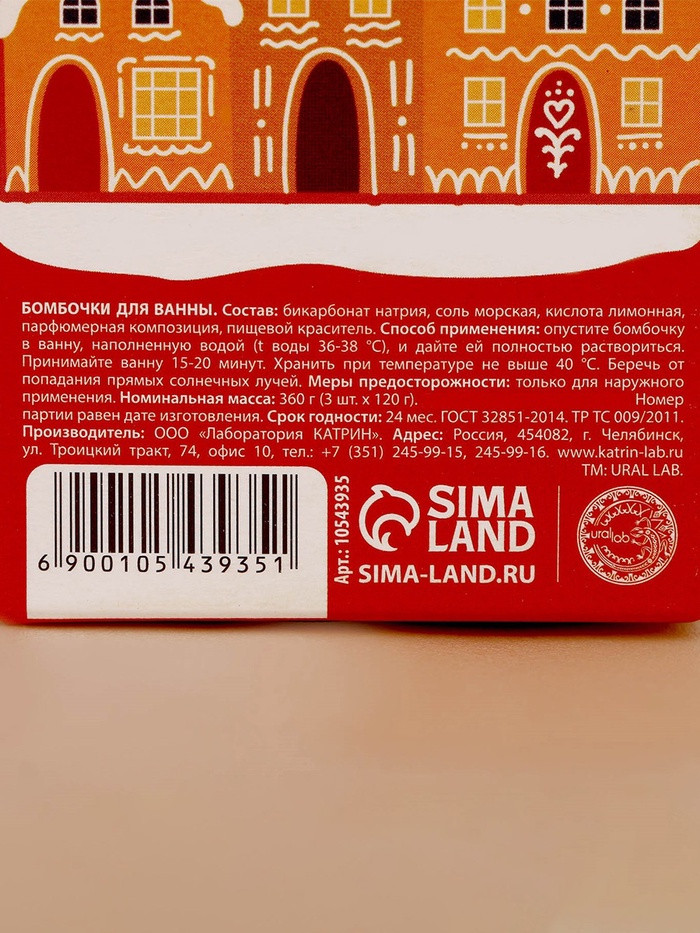 БОМБОЧКИ ДЛЯ ВАННЫ. Состав: бикарбонат натрия, соль морская, кислота лимонная,
парфюмерная композиция, пищевой краситель. Способ применения: опустите бомбочку
в ванну, наполненную водой (t воды 36-38 °C), и дайте ей полностью раствориться.
Принимайте ванну 15-20 минут. Хранить при температуре не выше 40 °C. Беречь от
попадания прямых солнечных лучей. Меры предосторожности: только для наружного
применения. Номинальная масса: 360 г (3 шт. х 120 г). Номер
партии равен дате изготовления. Срок годности: 24 мес. ГОСТ 32851-2014. ТР ТС 009/2011.
Производитель: ООО «Лаборатория КАТРИН». Адрес: Россия, 454082, г. Челябинск,
ул. Троицкий тракт, 74, офис 10, тел.: +7 (351) 245-99-15, 245-99-16. www.katrin-lab.ru
TM: URAL LAB.
6 900105 439351
Арт.: 10543935
SIMA
LAND
SIMA-LAND.RU
ural lab